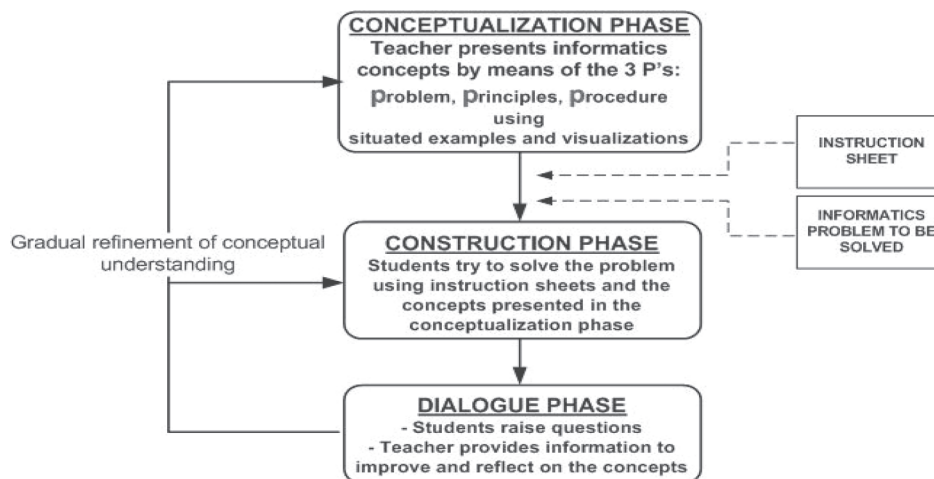 CONCEPTUALIZATION PHASE
Teacher presents informatics
concepts by means of the 3 P's:
problem, principles, procedure
using
situated examples and visualizations
INSTRUCTION
SHEET
INFORMATICS
PROBLEM TO BE
SOLVED
Gradual refinement of conceptual
understanding
CONSTRUCTION PHASE
Students try to solve the problem
using instruction sheets and the
concepts presented in the
conceptualization phase
DIALOGUE PHASE
- Students raise questions
- Teacher provides information to
improve and reflect on the concepts